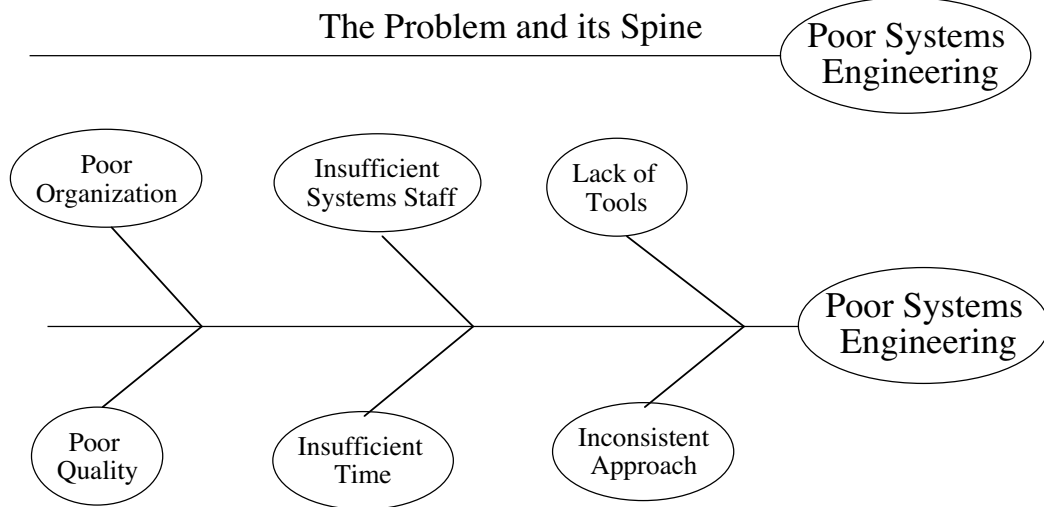 The Problem and its Spine
Poor Systems
Engineering
Poor
Organization
Insufficient
Systems Staff
Lack of
Tools
Poor Systems
Engineering
Poor
Quality
Insufficient
Time
Inconsistent
Approach